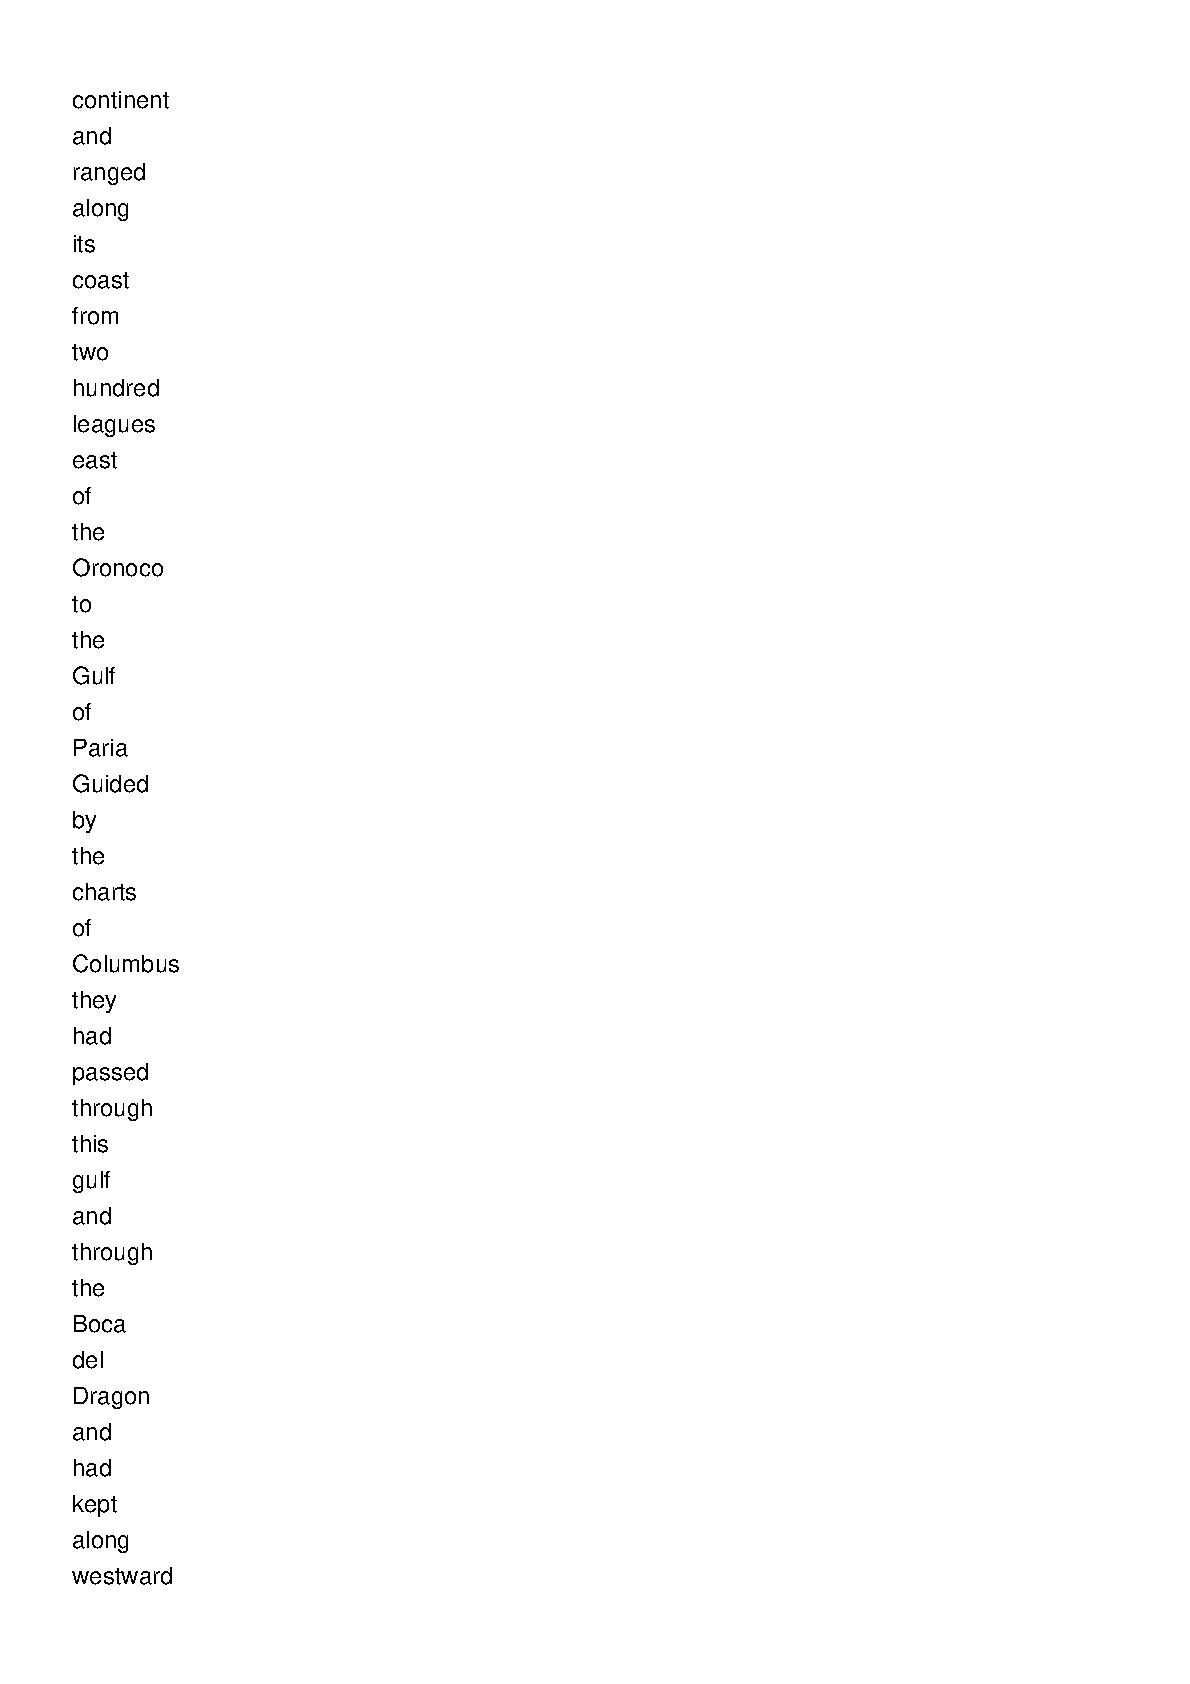 continent
and
ranged
along
its
coast
from
two
hundred
leagues
east
of
the
Oronoco
to
the
Gulf
of
Paria
Guided
by
the
charts
of
Columbus
they
had
passed
through
this
gulf
and
through
the
Boca
del
Dragon
and
had
kept
along
westward